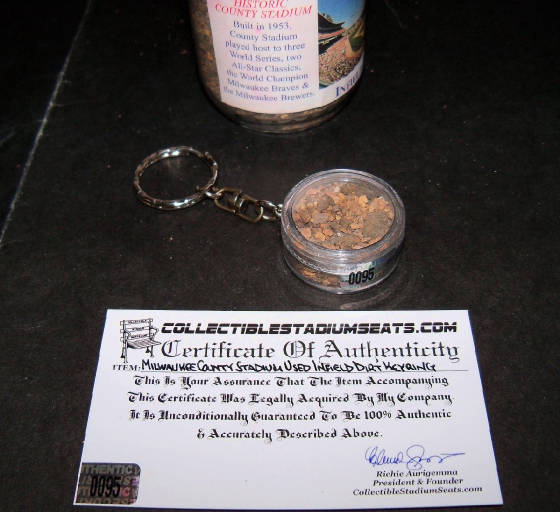 HISTORIC
COUNTY STADIUM
Built in 1953,
County Stadium
played host to three
World Series, two
All-Star Classics,
the World Champion
Milwaukee Braves &
the Milwaukee Brewers.
0095
COLLECTIBLESTADIUMSEATS.COM
Certificate Of Authenticity
ITEM: MILWAUKEE COUNTY STADIUM USED INFIELD DIRT KEYRING
This Is Your Assurance That The Item Accompanying
This Certificate Was Legally Acquired By My Company.
It Is Unconditionally Guaranteed To Be 100% Authentic
& Accurately Described Above.
Richie Aurigemma
President & Founder
CollectibleStadiumSeats.com
0095